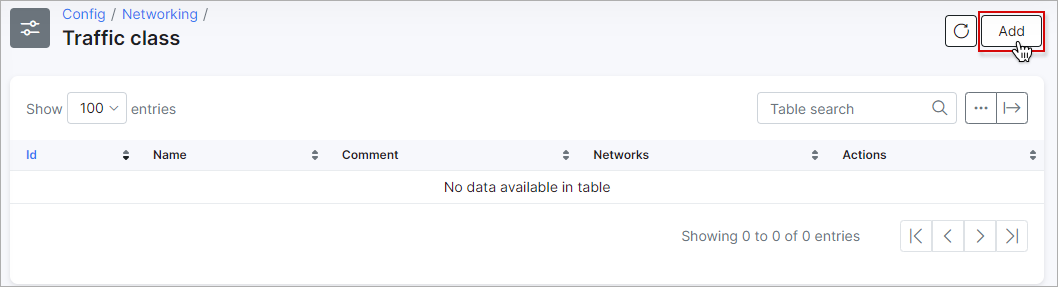 Config / Networking /
Traffic class
Add
Show 100 entries
Table search
Id Name Comment Networks Actions
No data available in table
Showing 0 to 0 of 0 entries